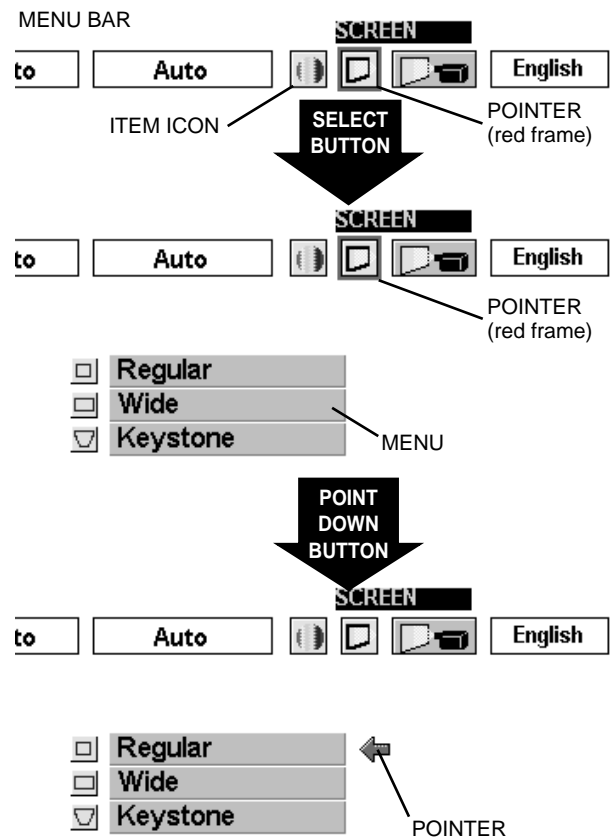 MENU BAR
SCREEN
to Auto English
ITEM ICON
SELECT
BUTTON
POINTER
(red frame)
SCREEN
to Auto English
POINTER
(red frame)
Regular
Wide
Keystone
MENU
POINT
DOWN
BUTTON
SCREEN
to Auto English
Regular
Wide
Keystone
POINTER